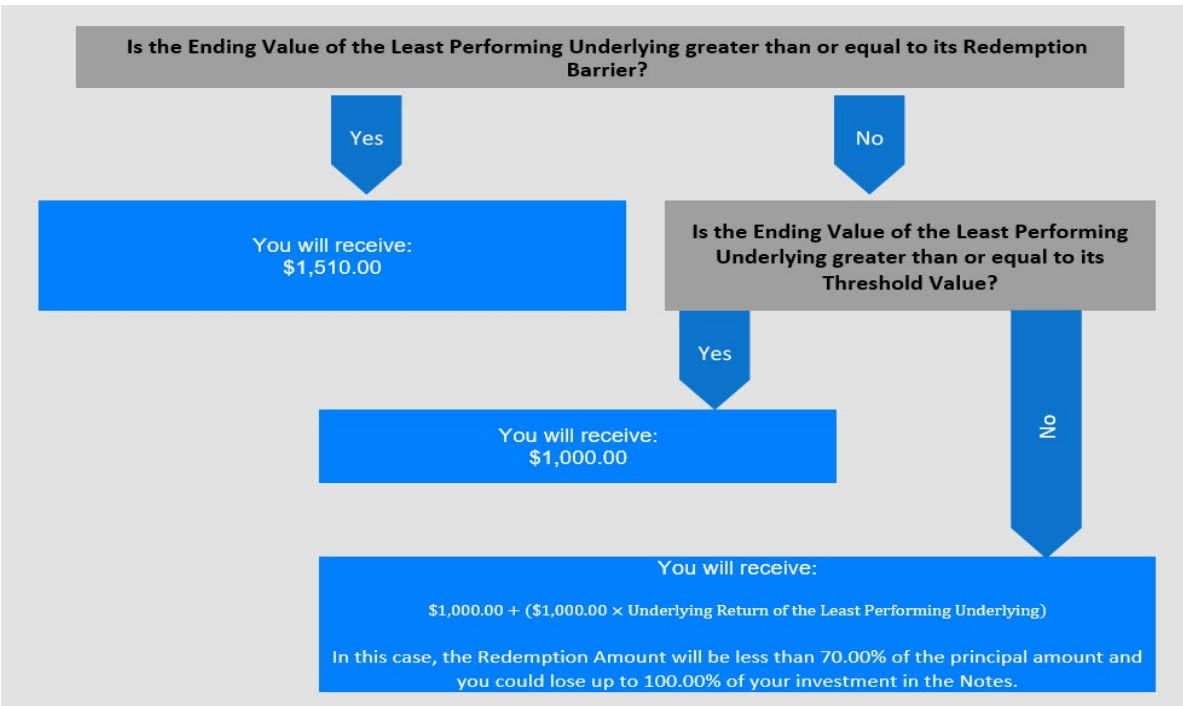 Is the Ending Value of the Least Performing Underlying greater than or equal to its Redemption
Barrier?
Yes
No
You will receive:
$1,510.00
Is the Ending Value of the Least Performing
Underlying greater than or equal to its
Threshold Value?
Yes
No
You will receive:
$1,000.00
You will receive:
$1,000.00 + ($1,000.00 × Underlying Return of the Least Performing Underlying)
In this case, the Redemption Amount will be less than 70.00% of the principal amount and
you could lose up to 100.00% of your investment in the Notes.